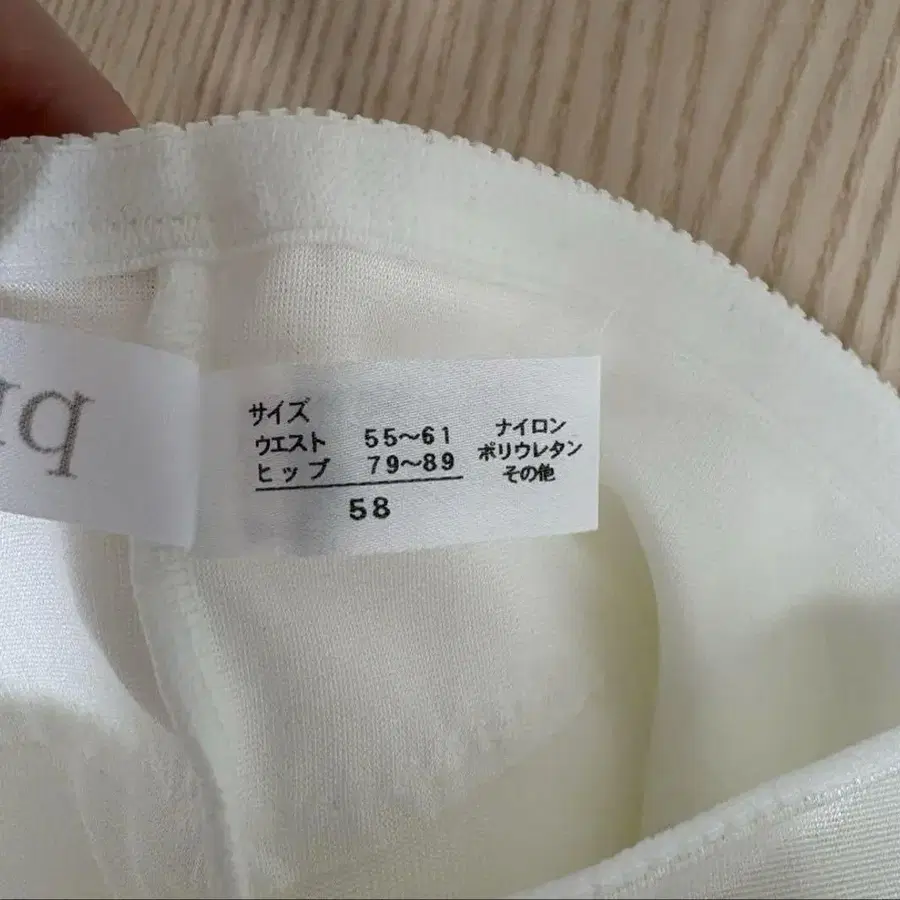 サイズ
ウエスト 55〜61
ヒップ 79〜89
58
ナイロン
ポリウレタン
その他